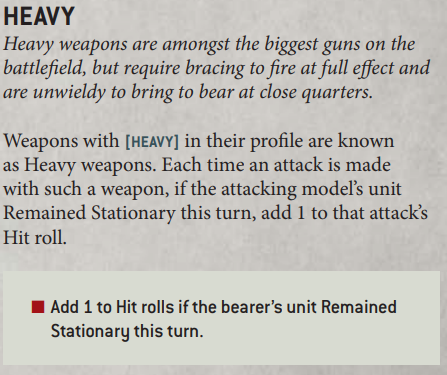 HEAVY
Heavy weapons are amongst the biggest guns on the
battlefield, but require bracing to fire at full effect and
are unwieldy to bring to bear at close quarters.
Weapons with [HEAVY] in their profile are known
as Heavy weapons. Each time an attack is made
with such a weapon, if the attacking model’s unit
Remained Stationary this turn, add 1 to that attack’s
Hit roll.
■ Add 1 to Hit rolls if the bearer’s unit Remained
Stationary this turn.